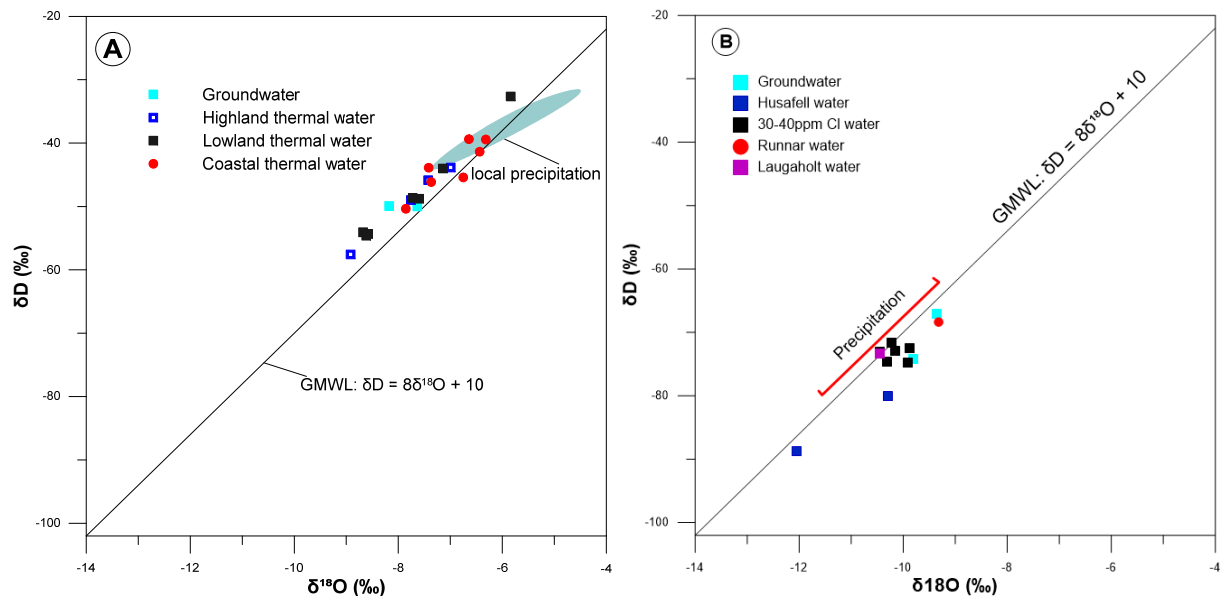 A
Groundwater
Highland thermal water
Lowland thermal water
Coastal thermal water
local precipitation
GMWL: δD = 8δ¹⁸O + 10
-20
-40
-60
-80
-100
δD (‰)
-14
-12
-10
-8
-6
-4
δ¹⁸O (‰)
B
Groundwater
Husafell water
30-40ppm Cl water
Runnar water
Laugaholt water
GMWL: δD = 8δ¹⁸O + 10
Precipitation
-20
-40
-60
-80
-100
δD (‰)
-14
-12
-10
-8
-6
-4
δ18O (‰)